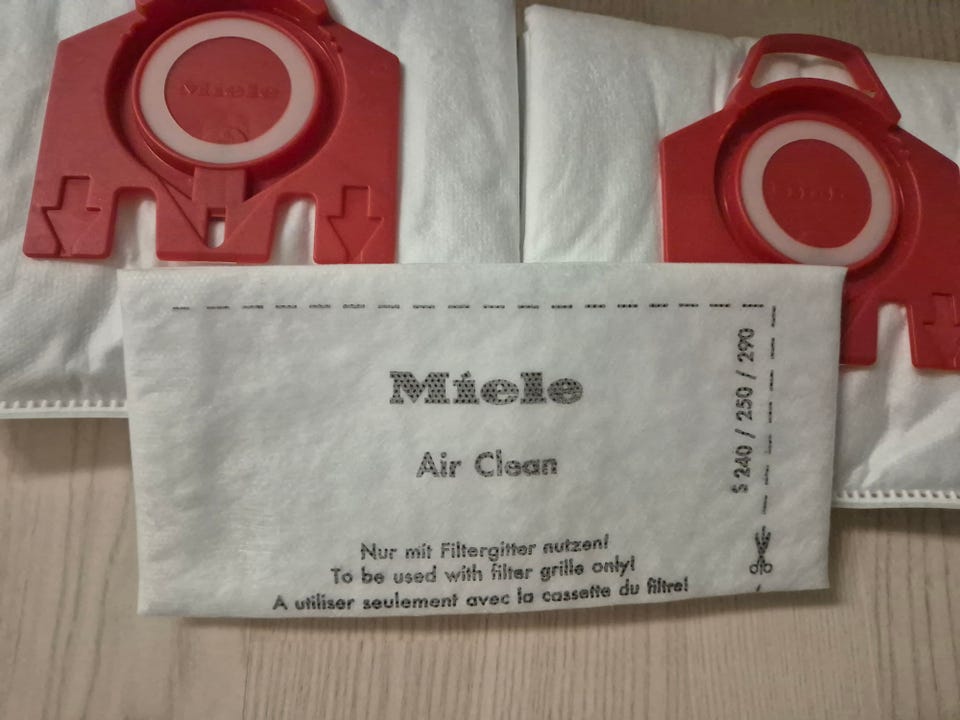 Miele
Miele
Air Clean
S 240 / 250 / 290
Nur mit Filtergitter nutzen!
To be used with filter grille only!
A utiliser seulement avec la cassette du filtre!